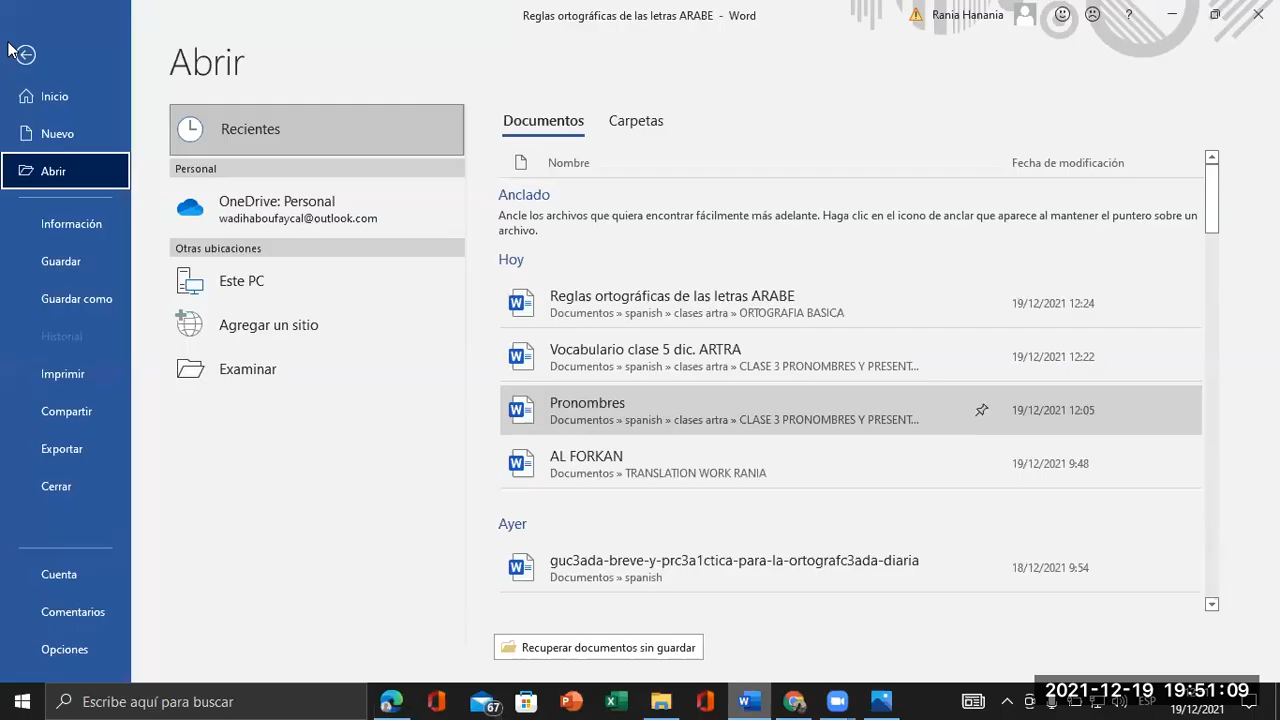 Reglas ortográficas de las letras ARABE - Word
Rania Hanania
?
Abrir
Inicio
Nuevo
Abrir
Información
Guardar
Guardar como
Historial
Imprimir
Compartir
Exportar
Cerrar
Cuenta
Comentarios
Opciones
Recientes
Personal
OneDrive: Personal
wadihaboufaycal@outlook.com
Otras ubicaciones
Este PC
Agregar un sitio
Examinar
Documentos Carpetas
Nombre Fecha de modificación
Anclado
Ancle los archivos que quiera encontrar fácilmente más adelante. Haga clic en el icono de anclar que aparece al mantener el puntero sobre un
archivo.
Hoy
Reglas ortográficas de las letras ARABE 19/12/2021 12:24
Documentos » spanish » clases artra » ORTOGRAFIA BASICA
Vocabulario clase 5 dic. ARTRA 19/12/2021 12:22
Documentos » spanish » clases artra » CLASE 3 PRONOMBRES Y PRESENT...
Pronombres 19/12/2021 12:05
Documentos » spanish » clases artra » CLASE 3 PRONOMBRES Y PRESENT...
AL FORKAN 19/12/2021 9:48
Documentos » TRANSLATION WORK RANIA
Ayer
guc3ada-breve-y-prc3a1ctica-para-la-ortografc3ada-diaria 18/12/2021 9:54
Documentos » spanish
Recuperar documentos sin guardar
Escribe aquí para buscar
67
ESP
2021-12-19 19:51:09
19/12/2021